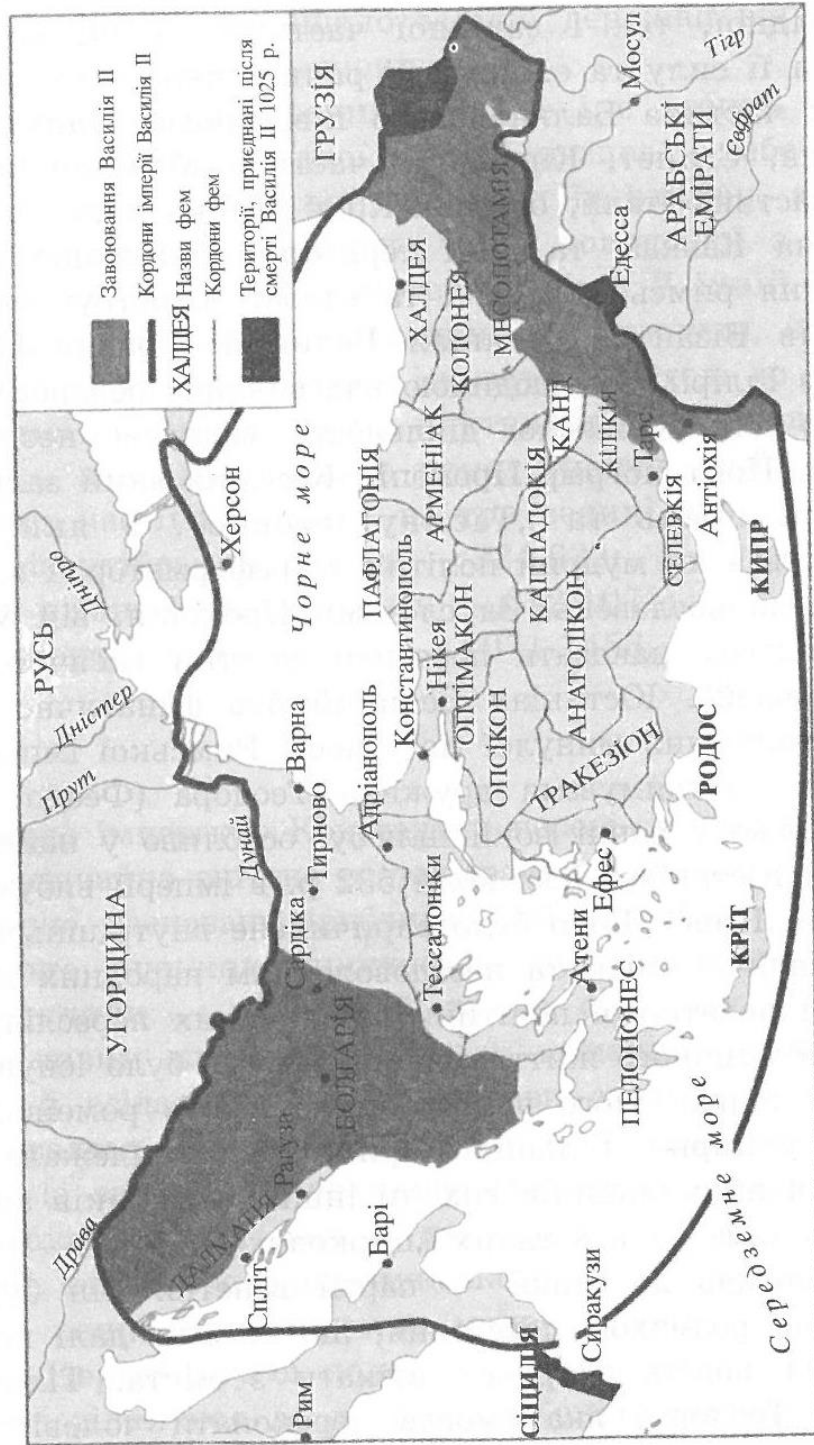 Завоювання Василія II
Кордони імперії Василія II
ХАЛДЕЯ Назви фем
Кордони фем
Території, приєднані після
смерті Василія II 1025 р.
РУСЬ
Дніпро
Дністер
Прут
УГОРЩИНА
Драва
Дунай
Херсон
Чорне море
ГРУЗІЯ
Варна
Тирново
Сердіка
БОЛГАРІЯ
ДАЛМАТІЯ
Рагуза
Спліт
Рим
Барі
Адріанополь
Константинополь
Нікея
Тессалоніки
ПАФЛАГОНІЯ
ОПТІМАКОН
ОПСІКОН
АРМЕНІК
ХАЛДЕЯ
КОЛОНЕЯ
МЕСОПОТАМІЯ
КАППАДОКІЯ
АНАТОЛІКОН
ТРАКЕЗІОН
КІЛІКІЯ
Тарс
СЕЛЕВКІЯ
Антіохія
Едесса
Мосул
Тігр
Євфрат
АРАБСЬКІ
ЕМІРАТИ
Ефес
Атени
ПЕЛОПОНЕС
РОДОС
КИПР
КРІТ
СІЦІЛІЯ
Сиракузи
Середземне море